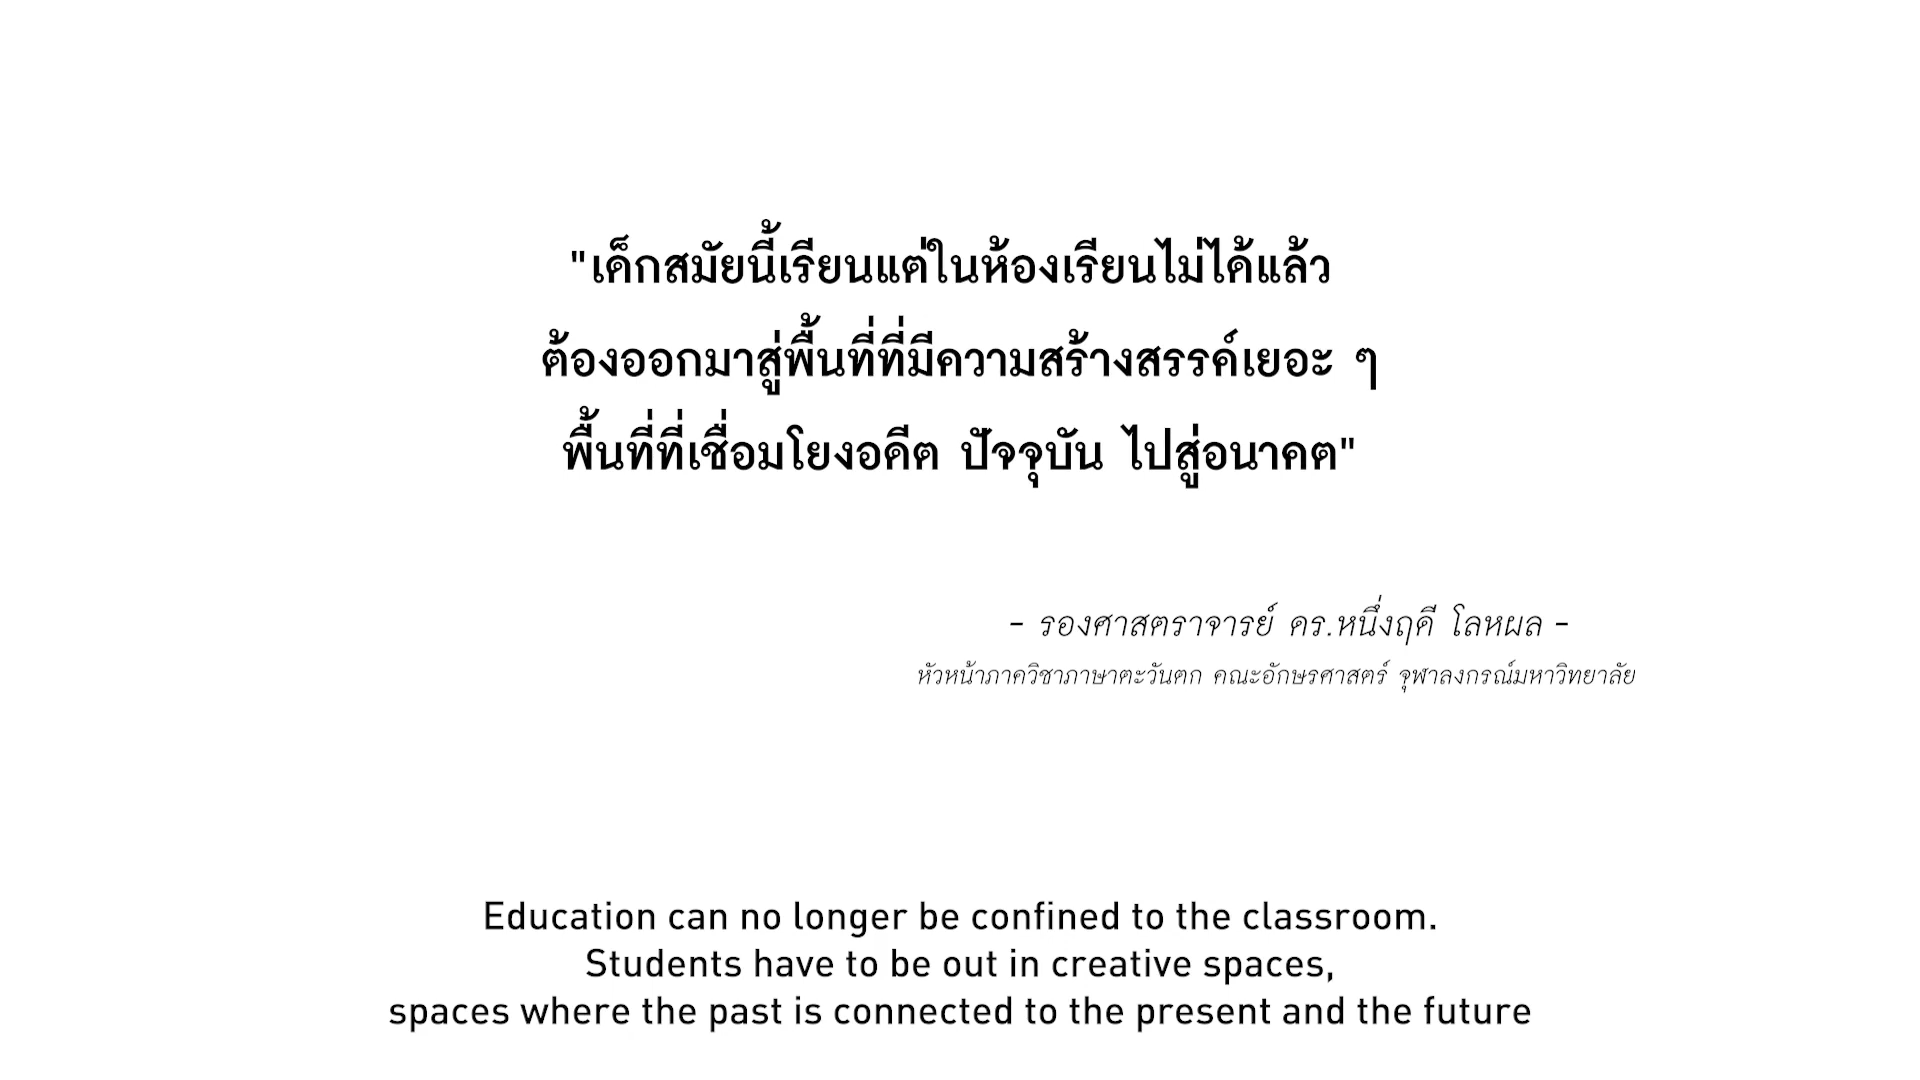 "เด็กสมัยนี้เรียนแต่ในห้องเรียนไม่ได้แล้ว
ต้องออกมาสู่พื้นที่ที่มีความสร้างสรรค์เยอะ ๆ
พื้นที่ที่เชื่อมโยงอดีต ปัจจุบัน ไปสู่อนาคต"
- รองศาสตราจารย์ ดร.หนึ่งฤดี โลหผล -
หัวหน้าภาควิชาภาษาตะวันตก คณะอักษรศาสตร์ จุฬาลงกรณ์มหาวิทยาลัย
Education can no longer be confined to the classroom.
Students have to be out in creative spaces,
spaces where the past is connected to the present and the future